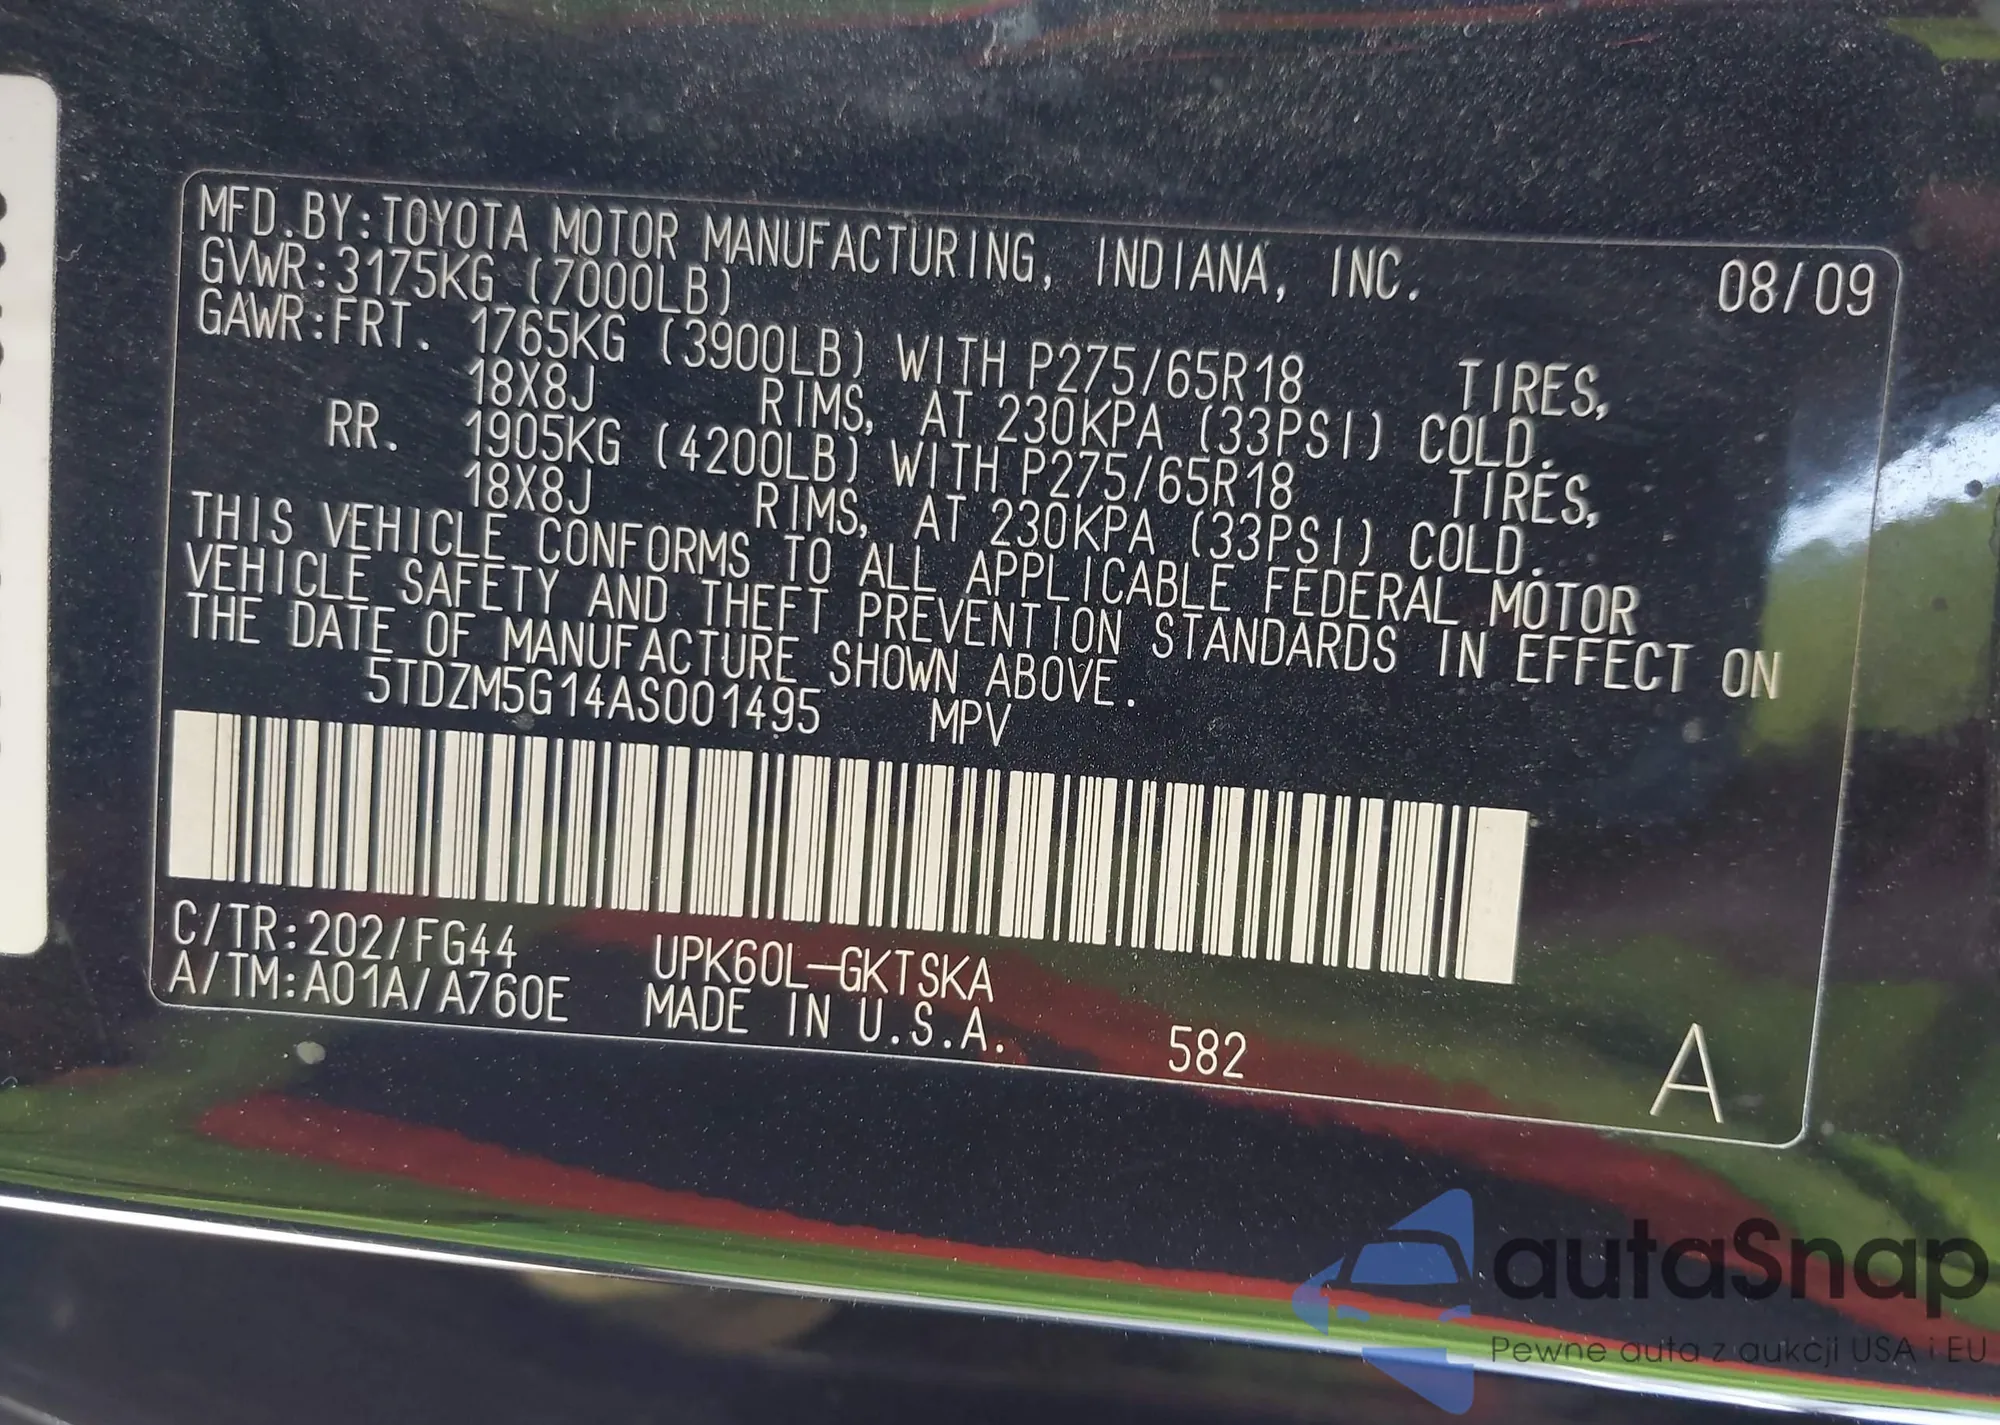 MFD.BY:TOYOTA MOTOR MANUFACTURING, INDIANA, INC. 08/09
GVWR:3175KG (7000LB)
GAWR:FRT. 1765KG (3900LB) WITH P275/65R18 TIRES,
18X8J RIMS, AT 230KPA (33PSI) COLD.
RR. 1905KG (4200LB) WITH P275/65R18 TIRES,
18X8J RIMS, AT 230KPA (33PSI) COLD.
THIS VEHICLE CONFORMS TO ALL APPLICABLE FEDERAL MOTOR
VEHICLE SAFETY AND THEFT PREVENTION STANDARDS IN EFFECT ON
THE DATE OF MANUFACTURE SHOWN ABOVE.
5TDZM5G14AS001495 MPV
C/TR:202/FG44 UPK60L-GKTSKA
A/TM:A01A/A760E MADE IN U.S.A. 582 A
autaSnap
Pewne auta z aukcji USA i EU